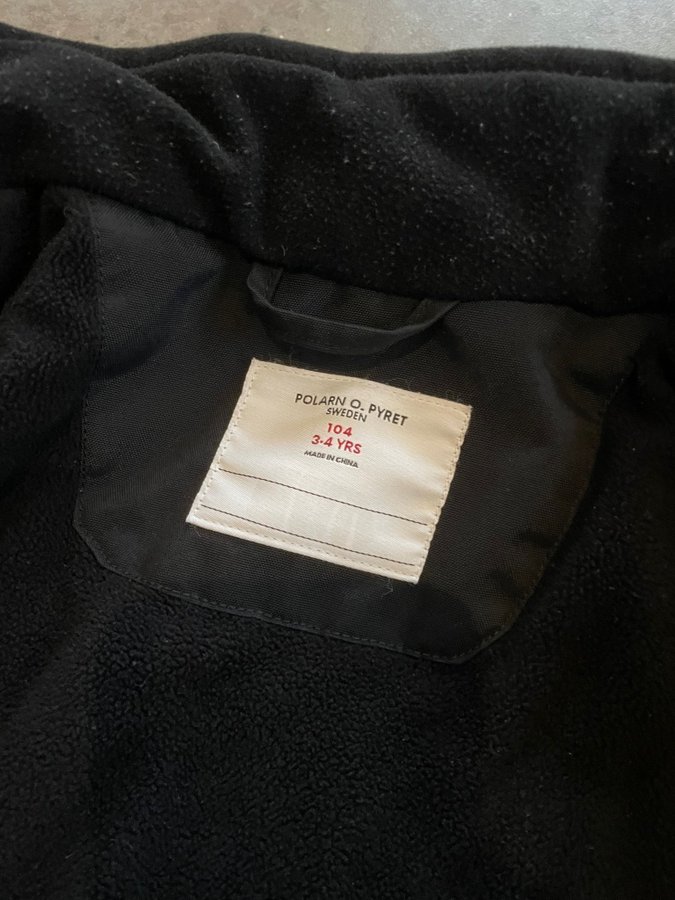 POLARN O. PYRET
SWEDEN
104
3-4 YRS
MADE IN CHINA